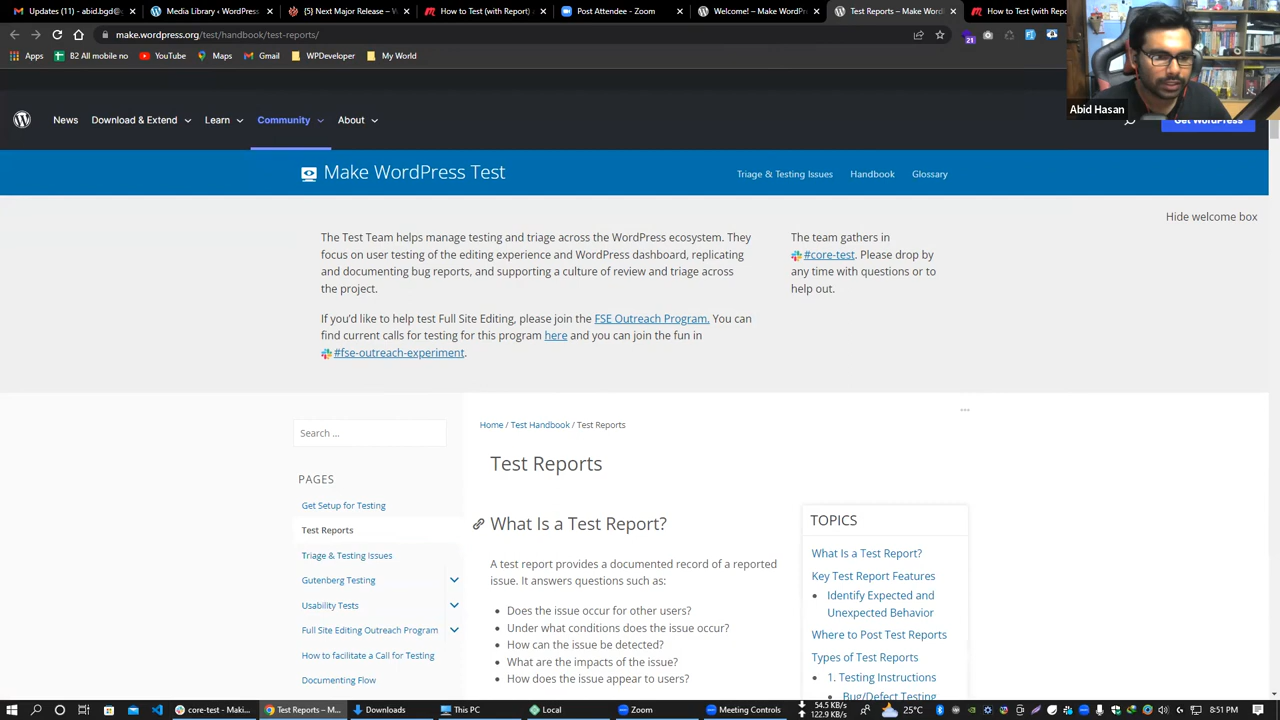 Updates (11) - abid.bgd@
Media Library ‹ WordPress
(5) Next Major Release – V
How to Test (with Report) -
Post Attendee - Zoom
Welcome! – Make WordPre
Test Reports – Make Word
How to Test (with Rep
make.wordpress.org/test/handbook/test-reports/
21
Apps
B2 All mobile no
YouTube
Maps
Gmail
WPDeveloper
My World
Abid Hasan
News
Download & Extend
Learn
Community
About
Get WordPress
Make WordPress Test
Triage & Testing Issues
Handbook
Glossary
Hide welcome box
The Test Team helps manage testing and triage across the WordPress ecosystem. They
focus on user testing of the editing experience and WordPress dashboard, replicating
and documenting bug reports, and supporting a culture of review and triage across
the project.
If you'd like to help test Full Site Editing, please join the FSE Outreach Program. You can
find current calls for testing for this program here and you can join the fun in
#fse-outreach-experiment.
The team gathers in
#core-test. Please drop by
any time with questions or to
help out.
Search …
PAGES
Get Setup for Testing
Test Reports
Triage & Testing Issues
Gutenberg Testing
Usability Tests
Full Site Editing Outreach Program
How to facilitate a Call for Testing
Documenting Flow
Home / Test Handbook / Test Reports
Test Reports
What Is a Test Report?
A test report provides a documented record of a reported
issue. It answers questions such as:
Does the issue occur for other users?
Under what conditions does the issue occur?
How can the issue be detected?
What are the impacts of the issue?
How does the issue appear to users?
TOPICS
What Is a Test Report?
Key Test Report Features
Identify Expected and
Unexpected Behavior
Where to Post Test Reports
Types of Test Reports
1. Testing Instructions
Bug/Defect Testing
core-test - Maki...
Test Reports – M...
Downloads
This PC
Local
Zoom
Meeting Controls
54.5 KB/s
122.9 KB/s
25°C
8:51 PM